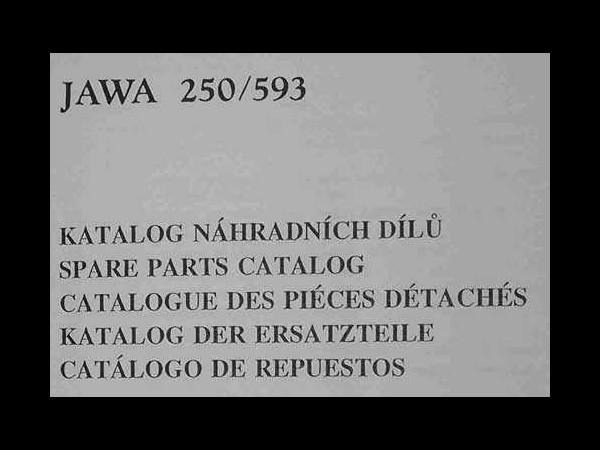 JAWA 250/593
KATALOG NÁHRADNÍCH DÍLŮ
SPARE PARTS CATALOG
CATALOGUE DES PIÉCES DÉTACHÉS
KATALOG DER ERSATZTEILE
CATÁLOGO DE REPUESTOS